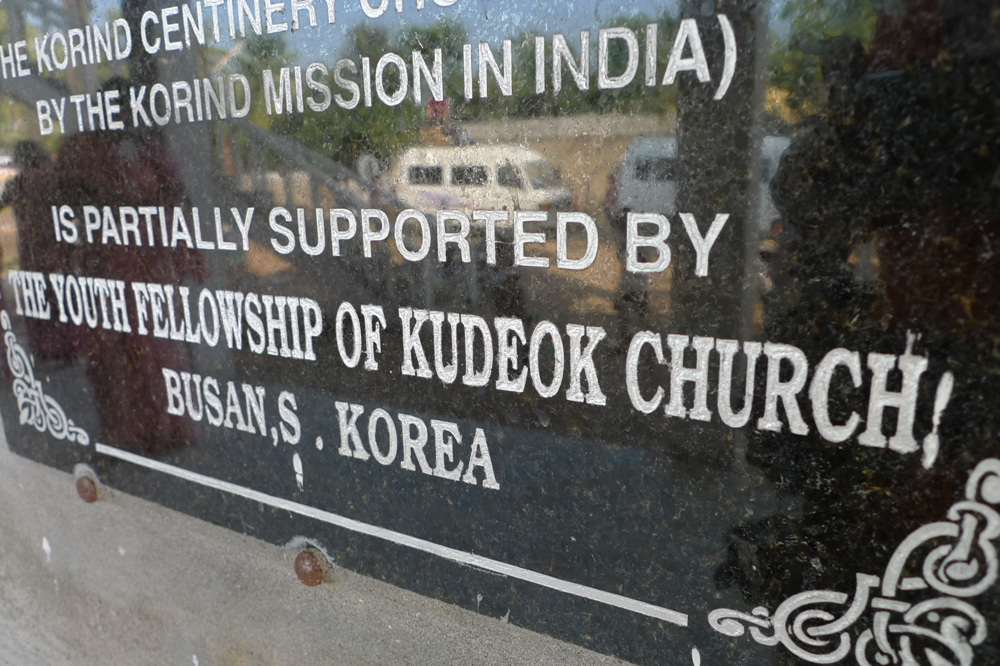 HE KORIND CENTINERY
BY THE KORIND MISSION IN INDIA)
IS PARTIALLY SUPPORTED BY
THE YOUTH FELLOWSHIP OF KUDEOK CHURCH,
BUSAN,S . KOREA